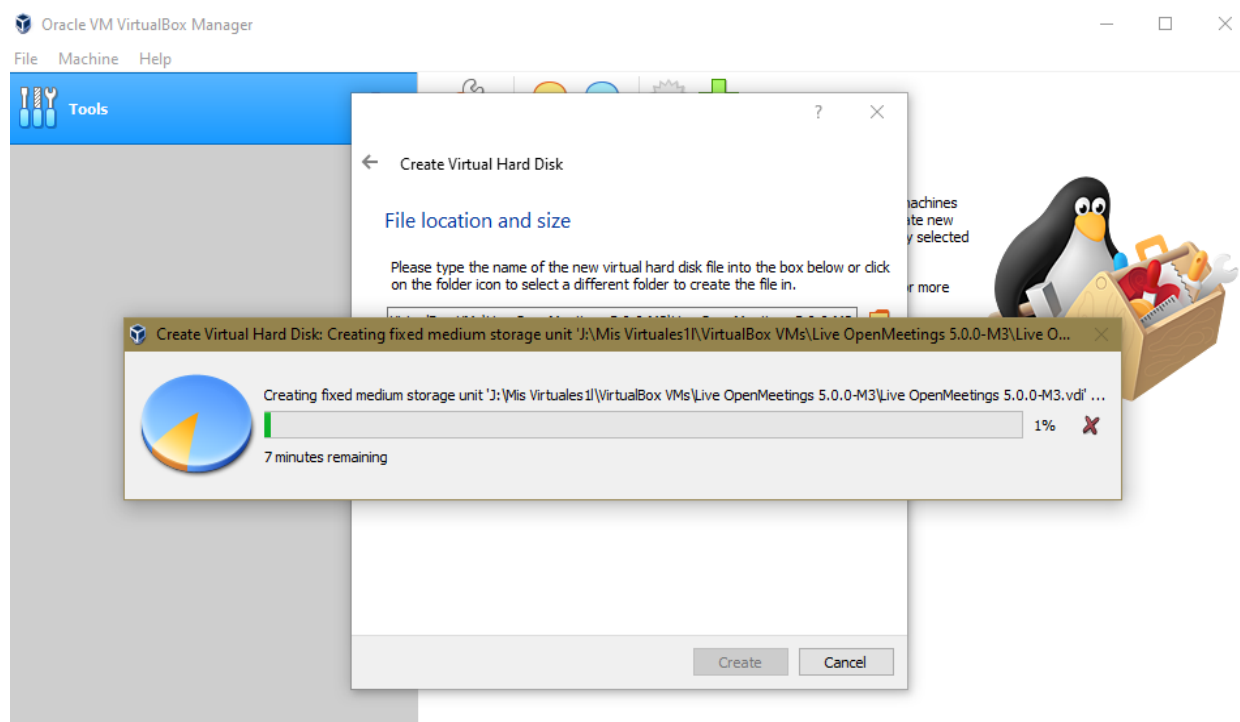 Oracle VM VirtualBox Manager
File Machine Help
Tools
?
Create Virtual Hard Disk
File location and size
Please type the name of the new virtual hard disk file into the box below or click
on the folder icon to select a different folder to create the file in.
new
selected
more
Create Virtual Hard Disk: Creating fixed medium storage unit 'J:\Mis Virtuales1l\VirtualBox VMs\Live OpenMeetings 5.0.0-M3\Live O...
Creating fixed medium storage unit 'J:\Mis Virtuales1l\VirtualBox VMs\Live OpenMeetings 5.0.0-M3\Live OpenMeetings 5.0.0-M3.vdi' ...
1%
7 minutes remaining
Create Cancel